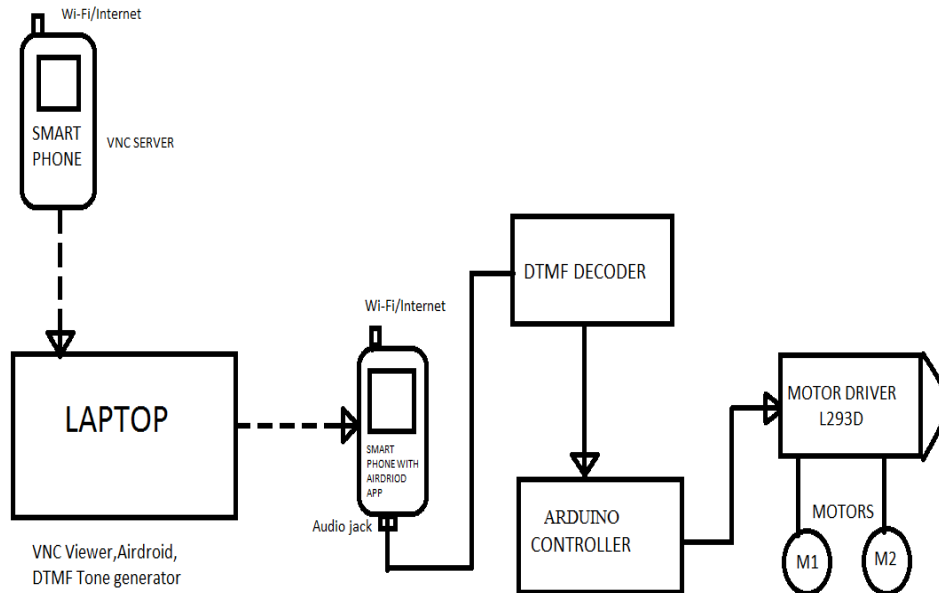 Wi-Fi/Internet
SMART
PHONE
VNC SERVER
LAPTOP
VNC Viewer,Airdroid,
DTMF Tone generator
Wi-Fi/Internet
SMART
PHONE WITH
AIRDRIOD
APP
Audio jack
DTMF DECODER
ARDUINO
CONTROLLER
MOTOR DRIVER
L293D
MOTORS
M1
M2